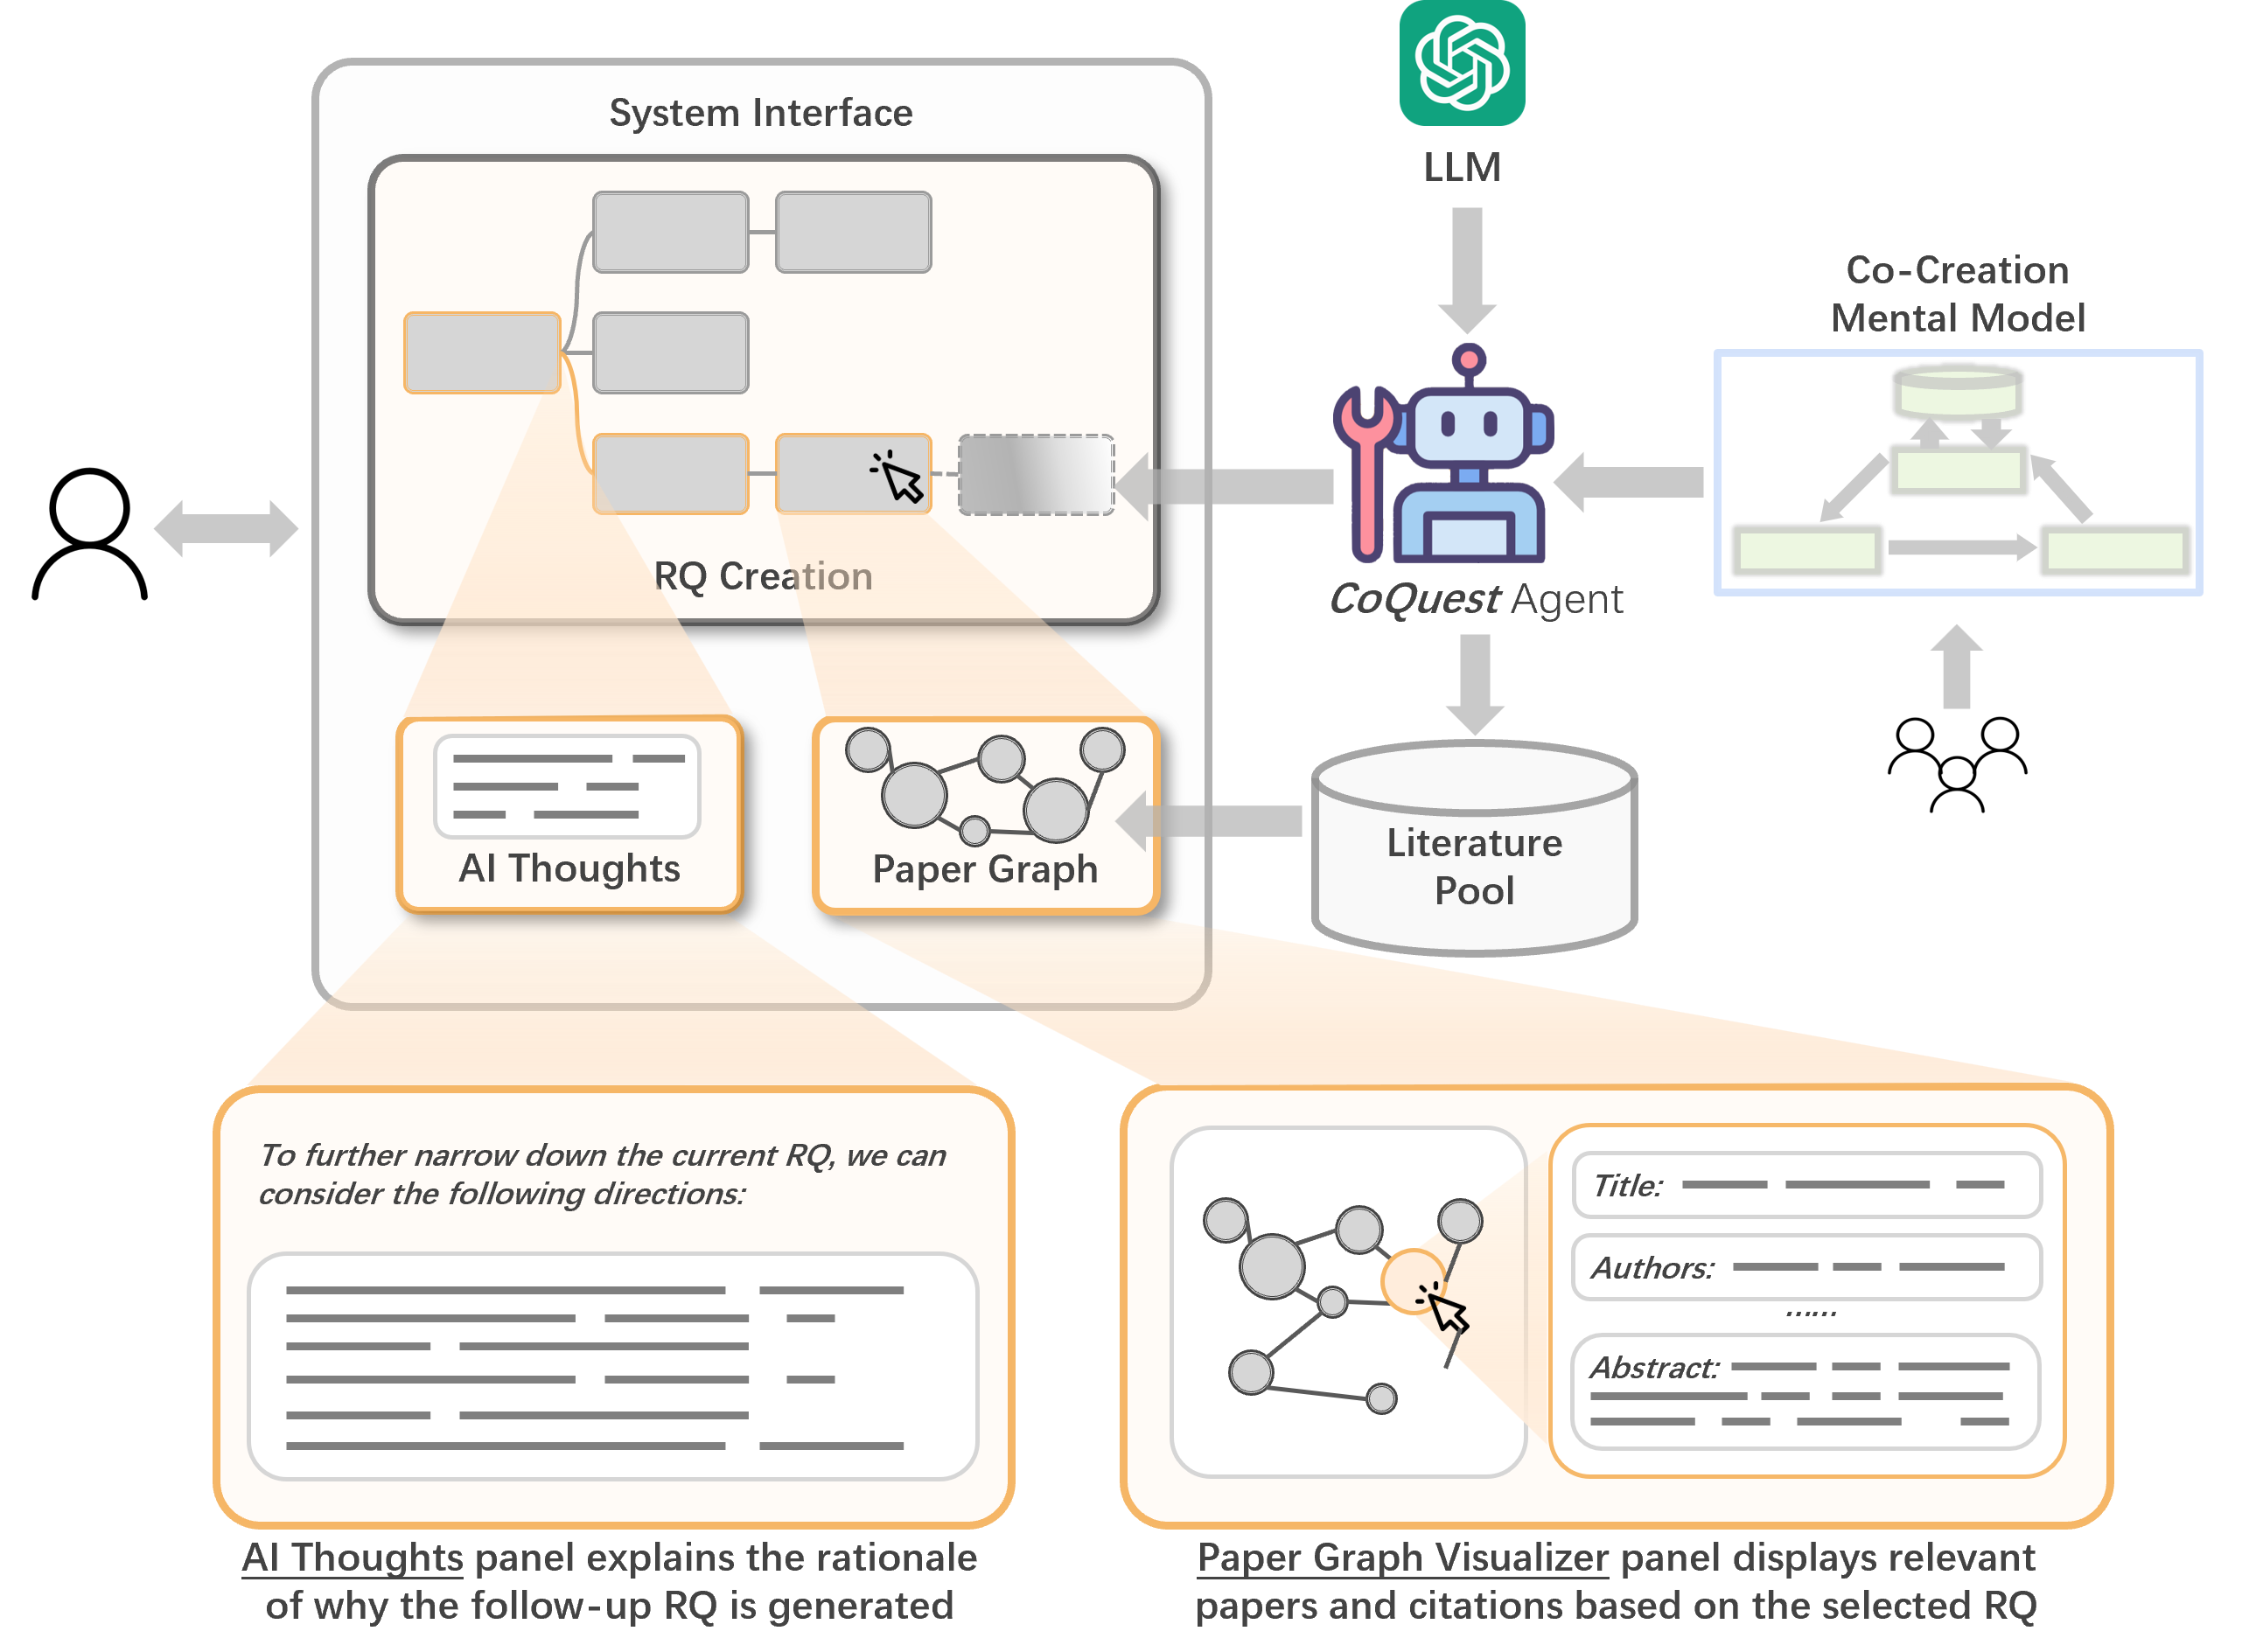 System Interface
RQ Creation
AI Thoughts
Paper Graph
LLM
CoQuest Agent
Co-Creation
Mental Model
Literature
Pool
To further narrow down the current RQ, we can
consider the following directions:
Title:
Authors:
......
Abstract:
AI Thoughts panel explains the rationale
of why the follow-up RQ is generated
Paper Graph Visualizer panel displays relevant
papers and citations based on the selected RQ